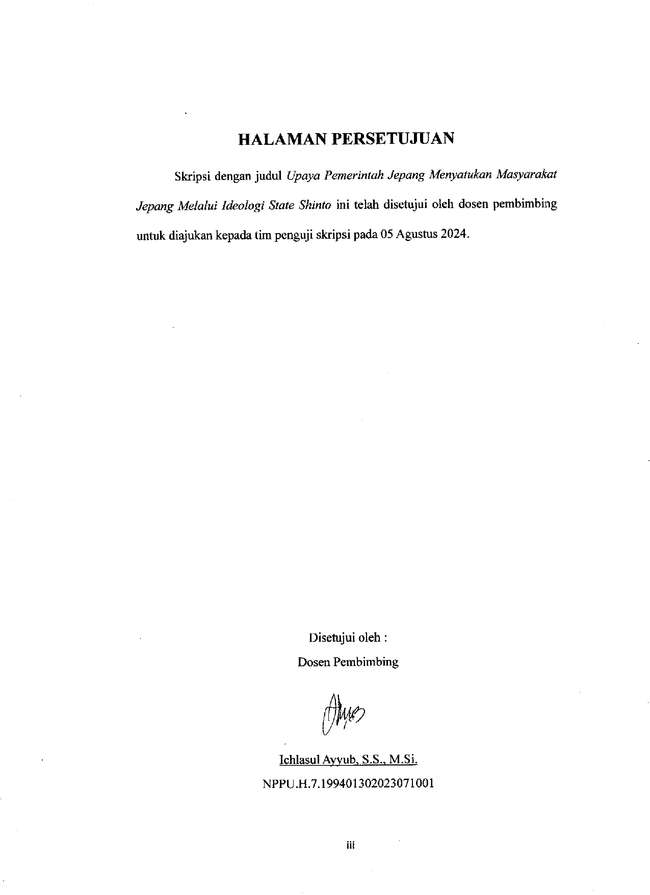 HALAMAN PERSETUJUAN
Skripsi dengan judul Upaya Pemerintah Jepang Menyatukan Masyarakat
Jepang Melalui Ideologi State Shinto ini telah disetujui oleh dosen pembimbing
untuk diajukan kepada tim penguji skripsi pada 05 Agustus 2024.
Disetujui oleh :
Dosen Pembimbing
Ichlasul Ayyub, S.S., M.Si.
NPPU.H.7.199401302023071001
iii